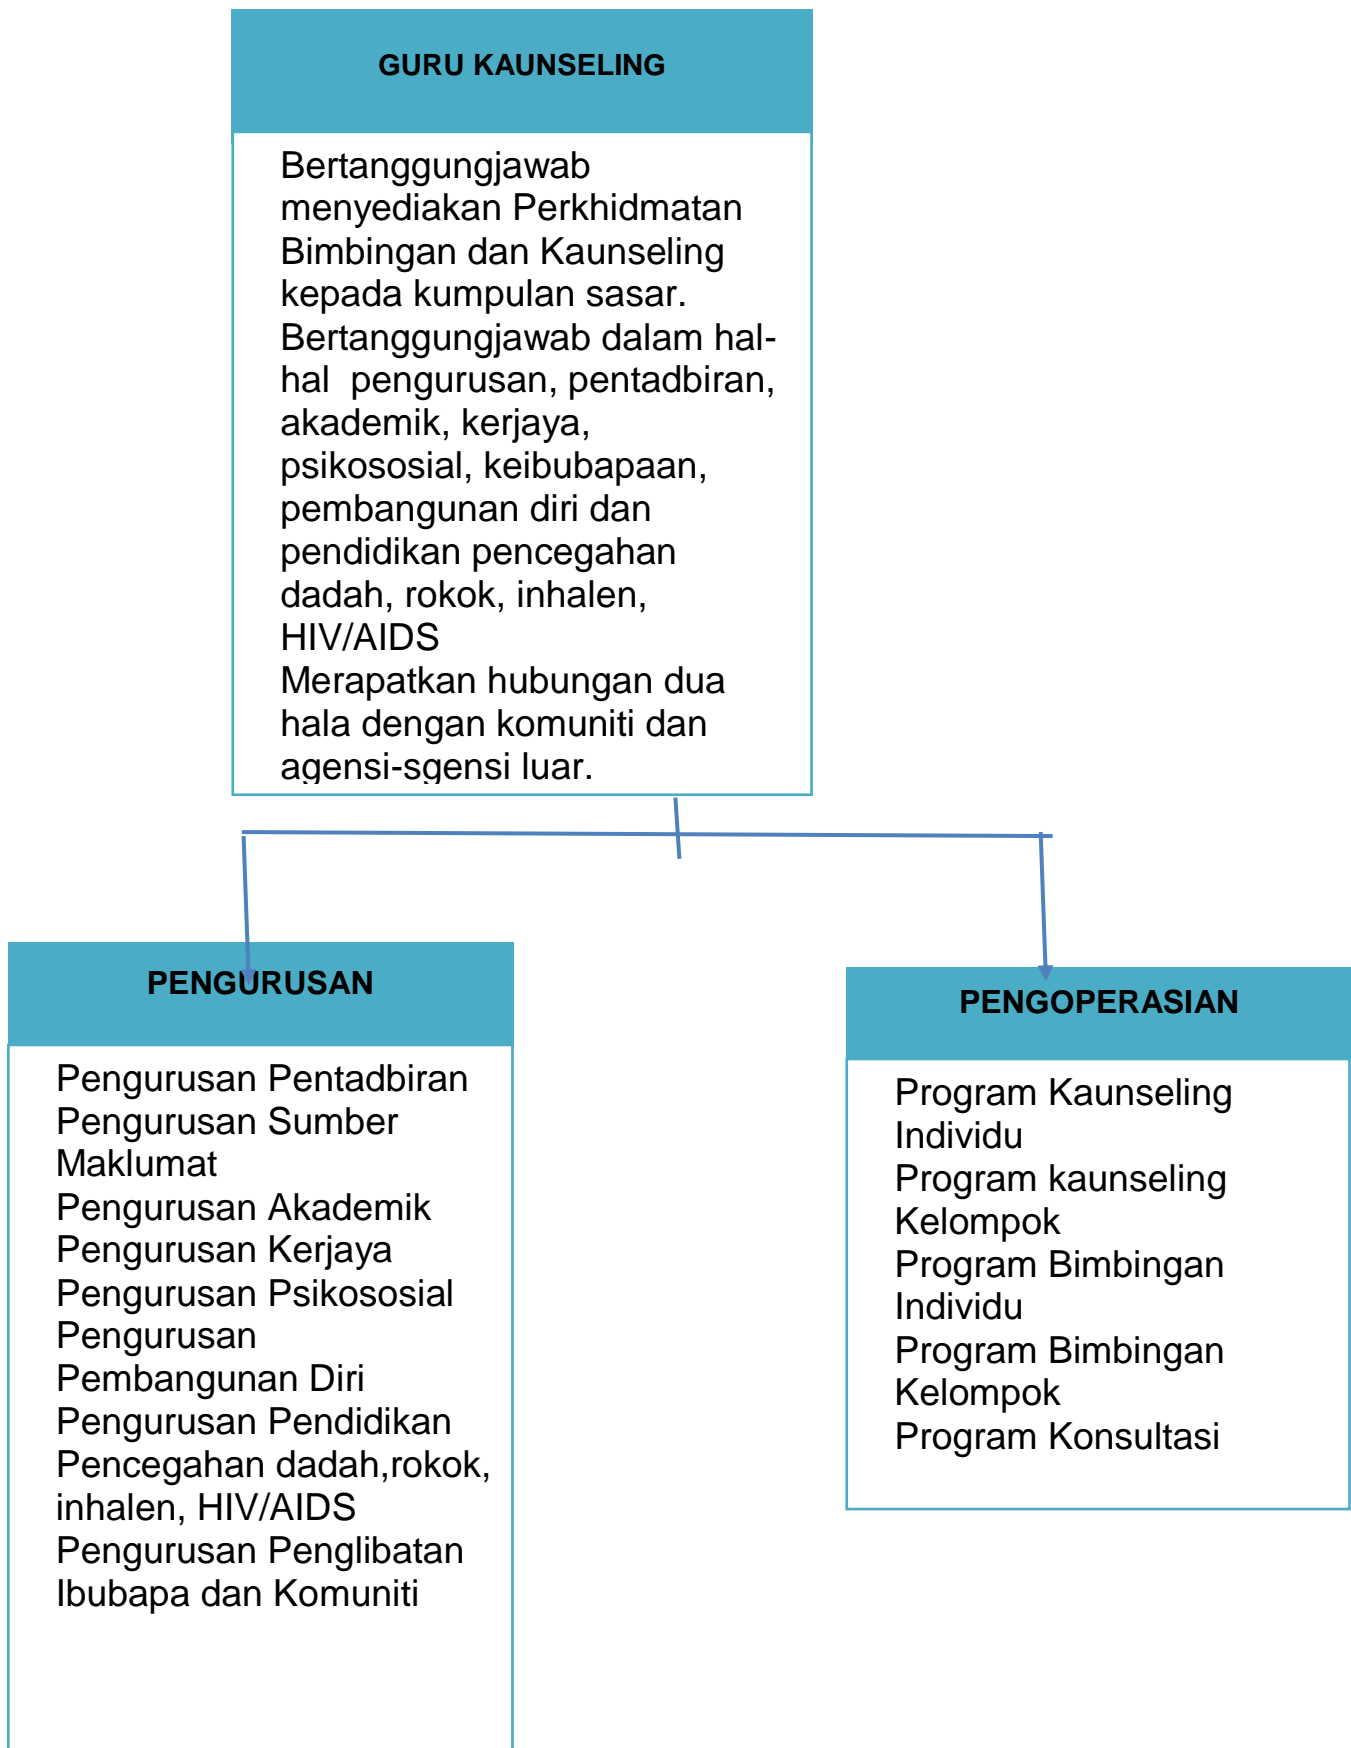 GURU KAUNSELING
Bertanggungjawab
menyediakan Perkhidmatan
Bimbingan dan Kaunseling
kepada kumpulan sasar.
Bertanggungjawab dalam hal-
hal  pengurusan, pentadbiran,
akademik, kerjaya,
psikososial, keibubapaan,
pembangunan diri dan
pendidikan pencegahan
dadah, rokok, inhalen,
HIV/AIDS
Merapatkan hubungan dua
hala dengan komuniti dan
agensi-sgensi luar.
PENGURUSAN
Pengurusan Pentadbiran
Pengurusan Sumber
Maklumat
Pengurusan Akademik
Pengurusan Kerjaya
Pengurusan Psikososial
Pengurusan
Pembangunan Diri
Pengurusan Pendidikan
Pencegahan dadah,rokok,
inhalen, HIV/AIDS
Pengurusan Penglibatan
Ibubapa dan Komuniti
PENGOPERASIAN
Program Kaunseling
Individu
Program kaunseling
Kelompok
Program Bimbingan
Individu
Program Bimbingan
Kelompok
Program Konsultasi